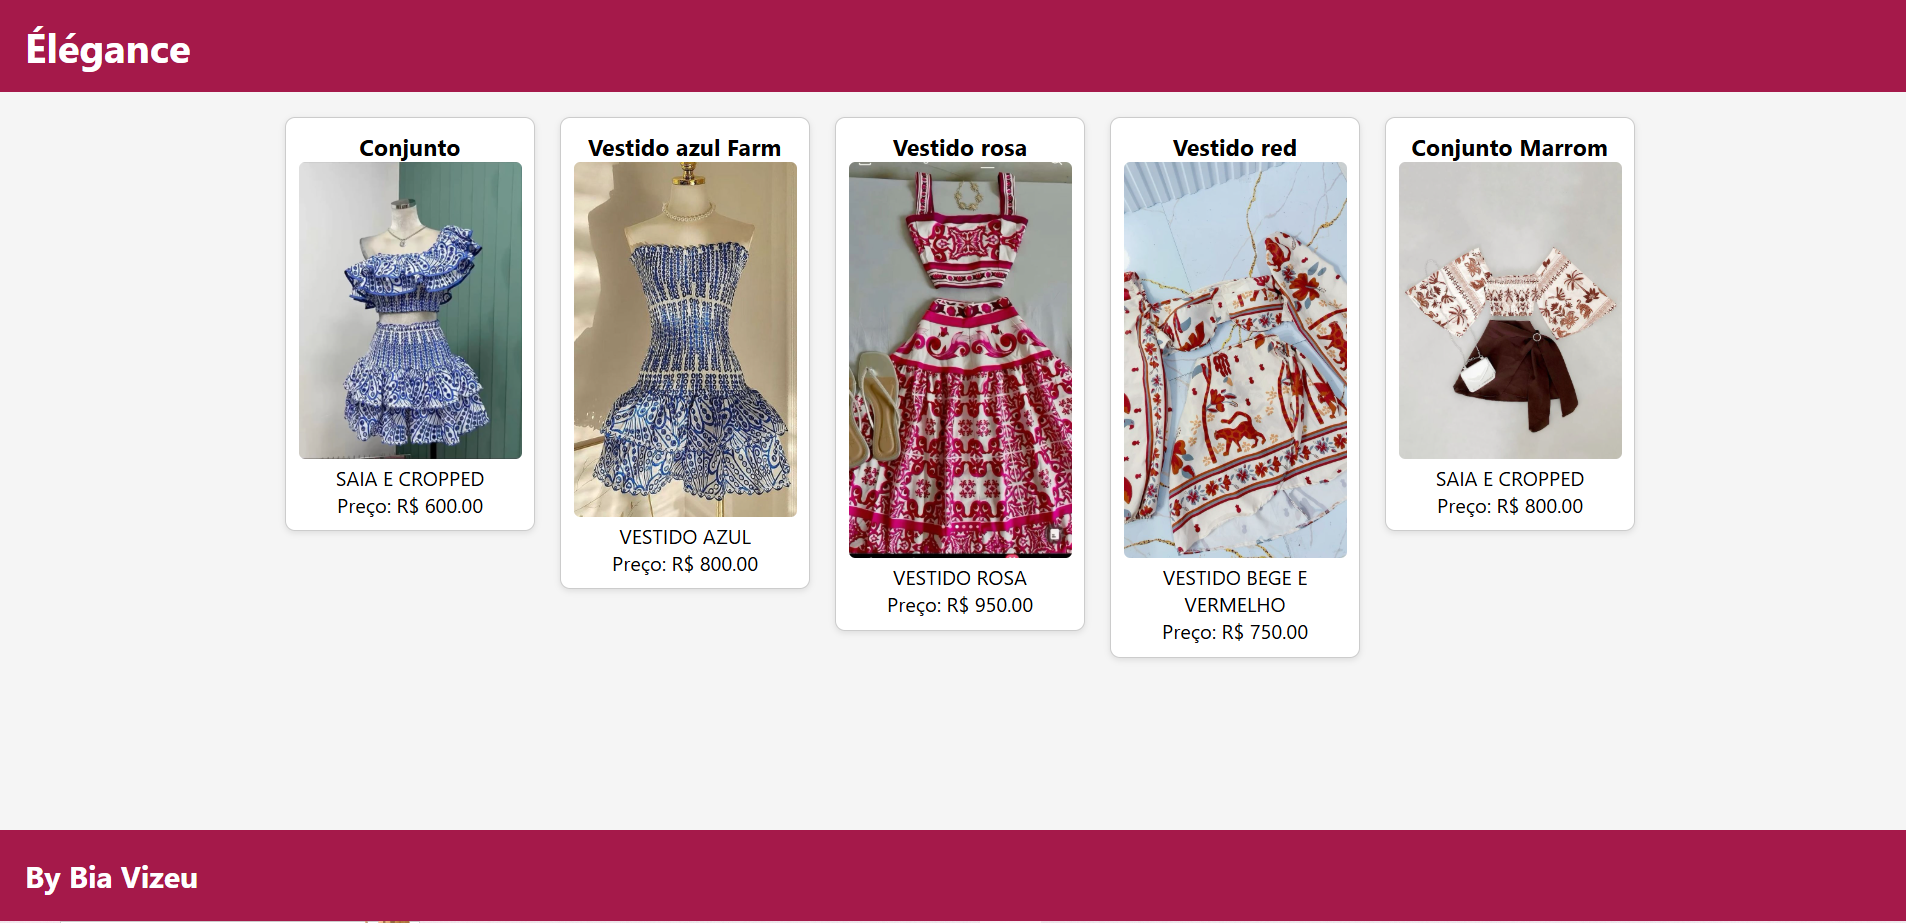 Élégance
Conjunto
SAIA E CROPPED
Preço: R$ 600.00
Vestido azul Farm
VESTIDO AZUL
Preço: R$ 800.00
Vestido rosa
VESTIDO ROSA
Preço: R$ 950.00
Vestido red
VESTIDO BEGE E
VERMELHO
Preço: R$ 750.00
Conjunto Marrom
SAIA E CROPPED
Preço: R$ 800.00
By Bia Vizeu